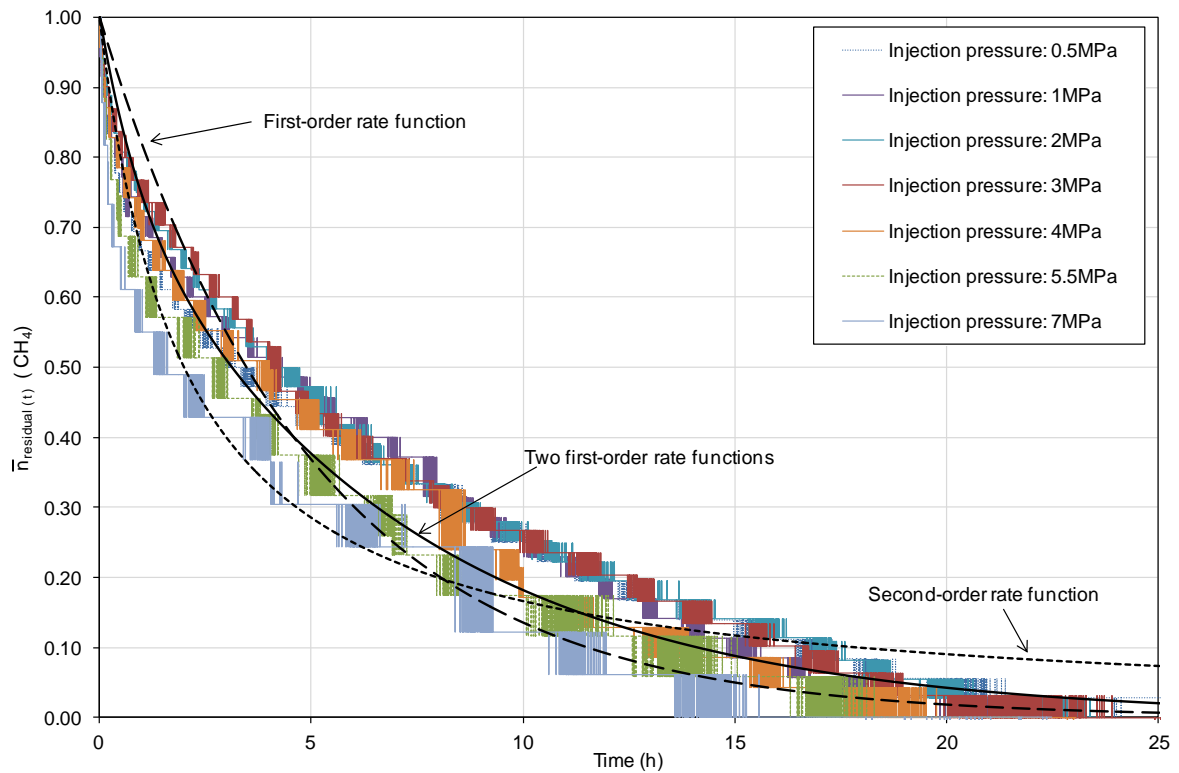 1.00
0.90
0.80
0.70
0.60
0.50
0.40
0.30
0.20
0.10
0.00
n̅residual (t) ( CH₄)
0 5 10 15 20 25
Time (h)
First-order rate function
Two first-order rate functions
Second-order rate function
Injection pressure: 0.5MPa
Injection pressure: 1MPa
Injection pressure: 2MPa
Injection pressure: 3MPa
Injection pressure: 4MPa
Injection pressure: 5.5MPa
Injection pressure: 7MPa